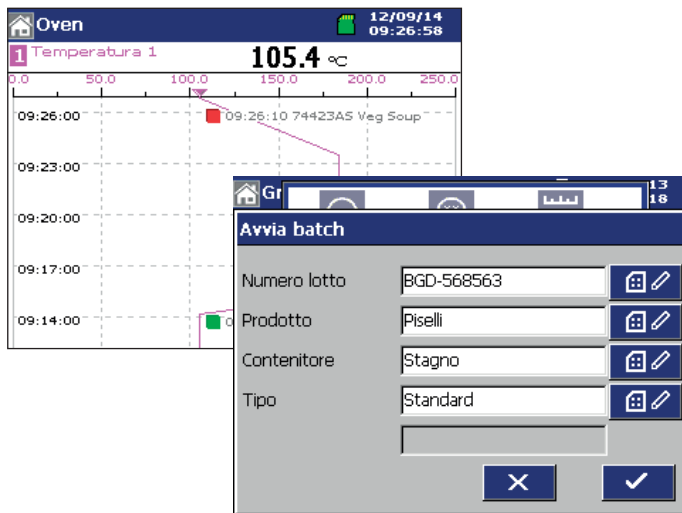 Oven
12/09/14
09:26:58
1 Temperatura 1
105.4 °C
0.0 50.0 100.0 150.0 200.0 250.0
09:26:00
09:26:10 74423AS Veg Soup
09:23:00
09:20:00
09:17:00
09:14:00
0
Gr
13
18
Avvia batch
Numero lotto BGD-568563
Prodotto Piselli
Contenitore Stagno
Tipo Standard